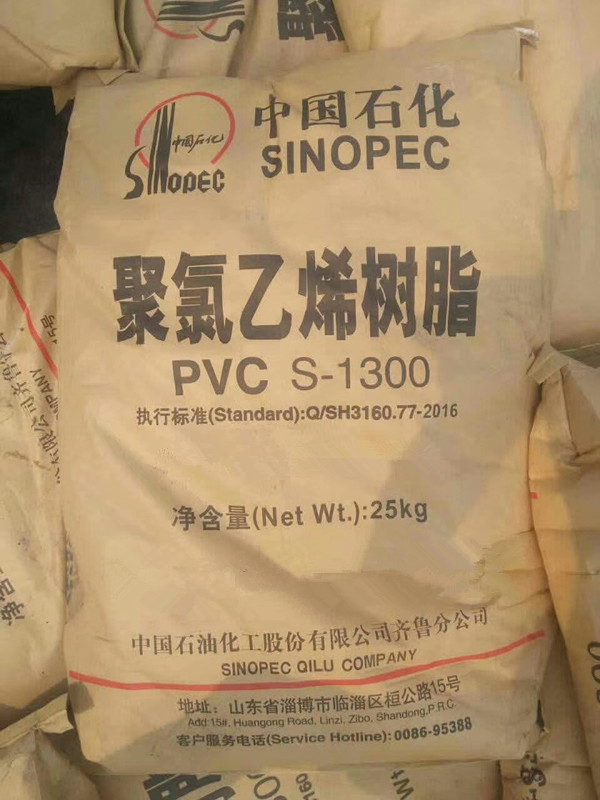 中国石化
SINOPEC
中国石化
SINOPEC
聚氯乙烯树脂
PVC S-1300
执行标准(Standard):Q/SH3160.77-2016
净含量(Net Wt.):25kg
中国石油化工股份有限公司齐鲁分公司
SINOPEC QILU COMPANY
地址：山东省淄博市临淄区桓公路15号
Add:15#, Huangong Road, Linzi, Zibo, Shandong,P.R.C.
客户服务电话(Service Hotline):0086-95388